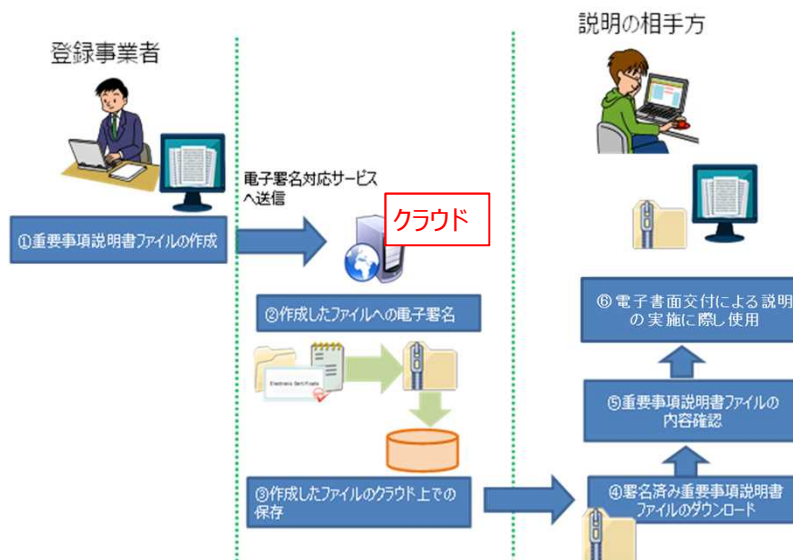 登録事業者
説明の相手方
電子署名対応サービス
へ送信
クラウド
①重要事項説明書ファイルの作成
②作成したファイルへの電子署名
Electronic Certificate
③作成したファイルのクラウド上での
保存
④署名済み重要事項説明書
ファイルのダウンロード
⑤重要事項説明書ファイルの
内容確認
⑥電子書面交付による説明
の実施に際し使用